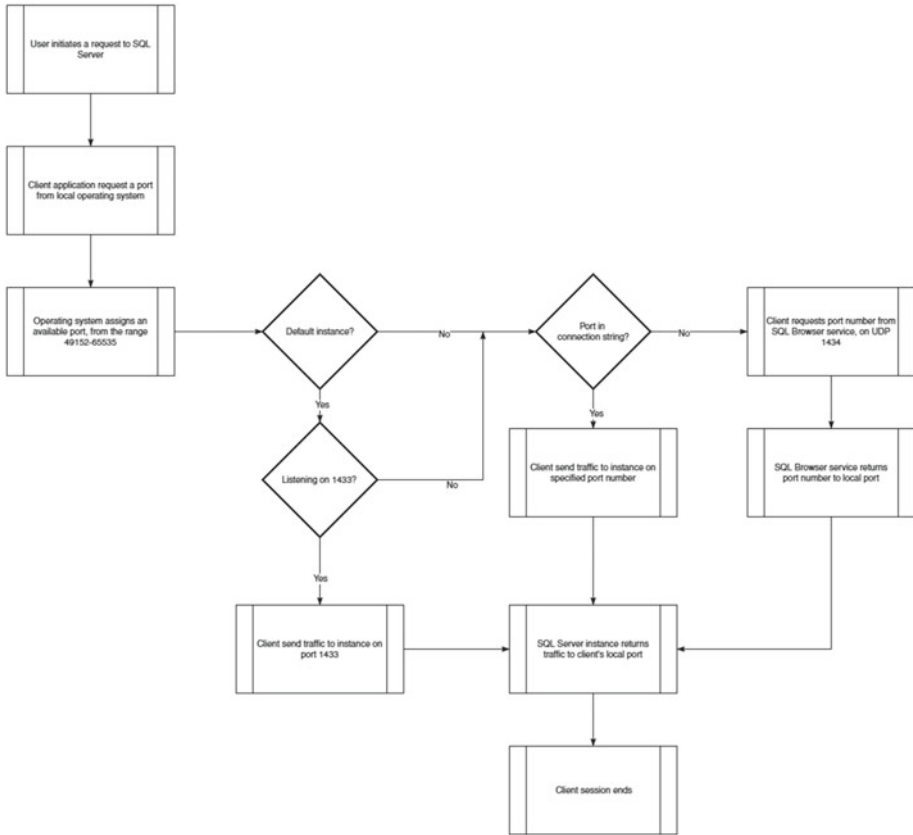 User initiates a request to SQL
Server
Client application request a port
from local operating system
Operating system assigns an
available port, from the range
49152-65535
Default instance?
No
Port in
connection string?
No
Client requests port number from
SQL Browser service, on UDP
1434
Yes
Yes
Listening on 1433?
No
Client send traffic to instance on
specified port number
SQL Browser service returns
port number to local port
Yes
Client send traffic to instance on
port 1433
SQL Server instance returns
traffic to client's local port
Client session ends